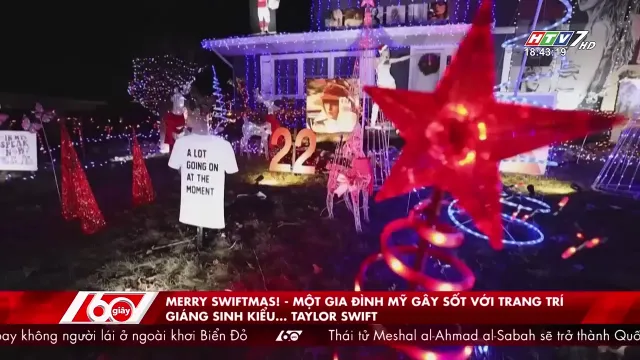 HTV7 HD
18:43:19
22
A LOT
GOING ON
AT THE
MOMENT
60 giây
MERRY SWIFTMAS! - MỘT GIA ĐÌNH MỸ GÂY SỐT VỚI TRANG TRÍ
GIÁNG SINH KIỂU... TAYLOR SWIFT
bay không người lái ở ngoài khơi Biển Đỏ Thái tử Meshal al-Ahmad al-Sabah sẽ trở thành Quố